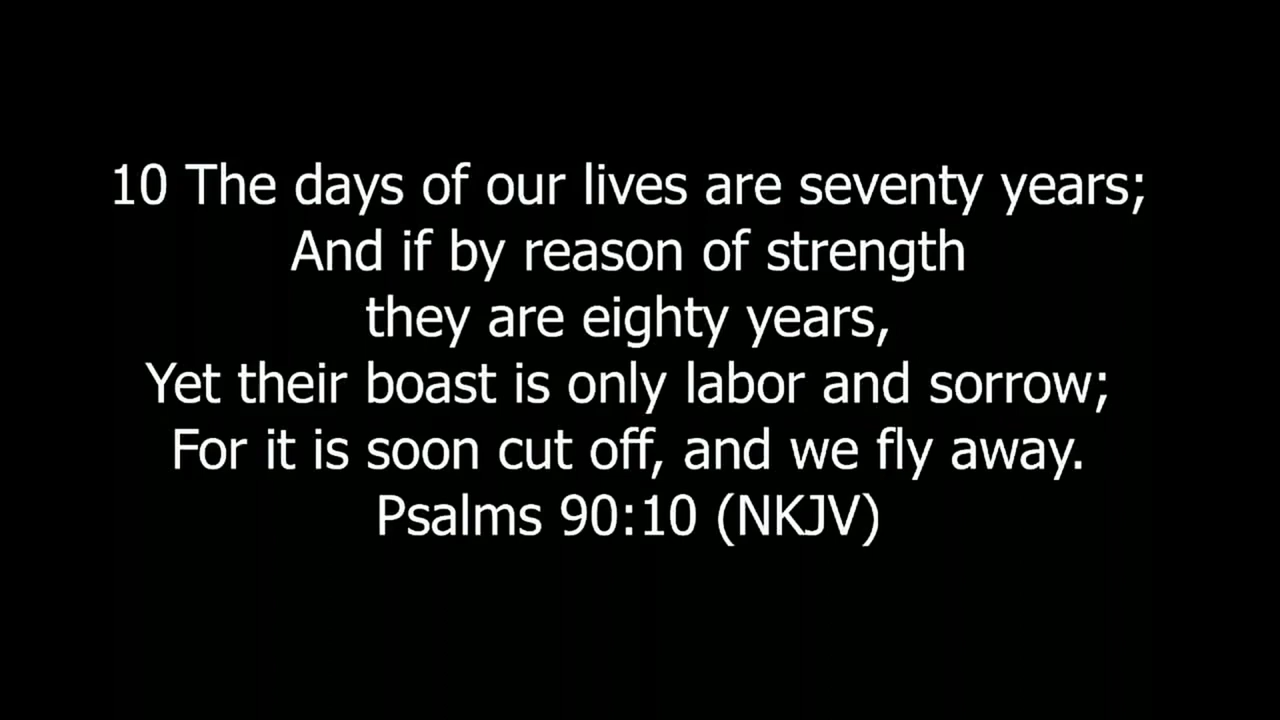 10 The days of our lives are seventy years;
And if by reason of strength
they are eighty years,
Yet their boast is only labor and sorrow;
For it is soon cut off, and we fly away.
Psalms 90:10 (NKJV)